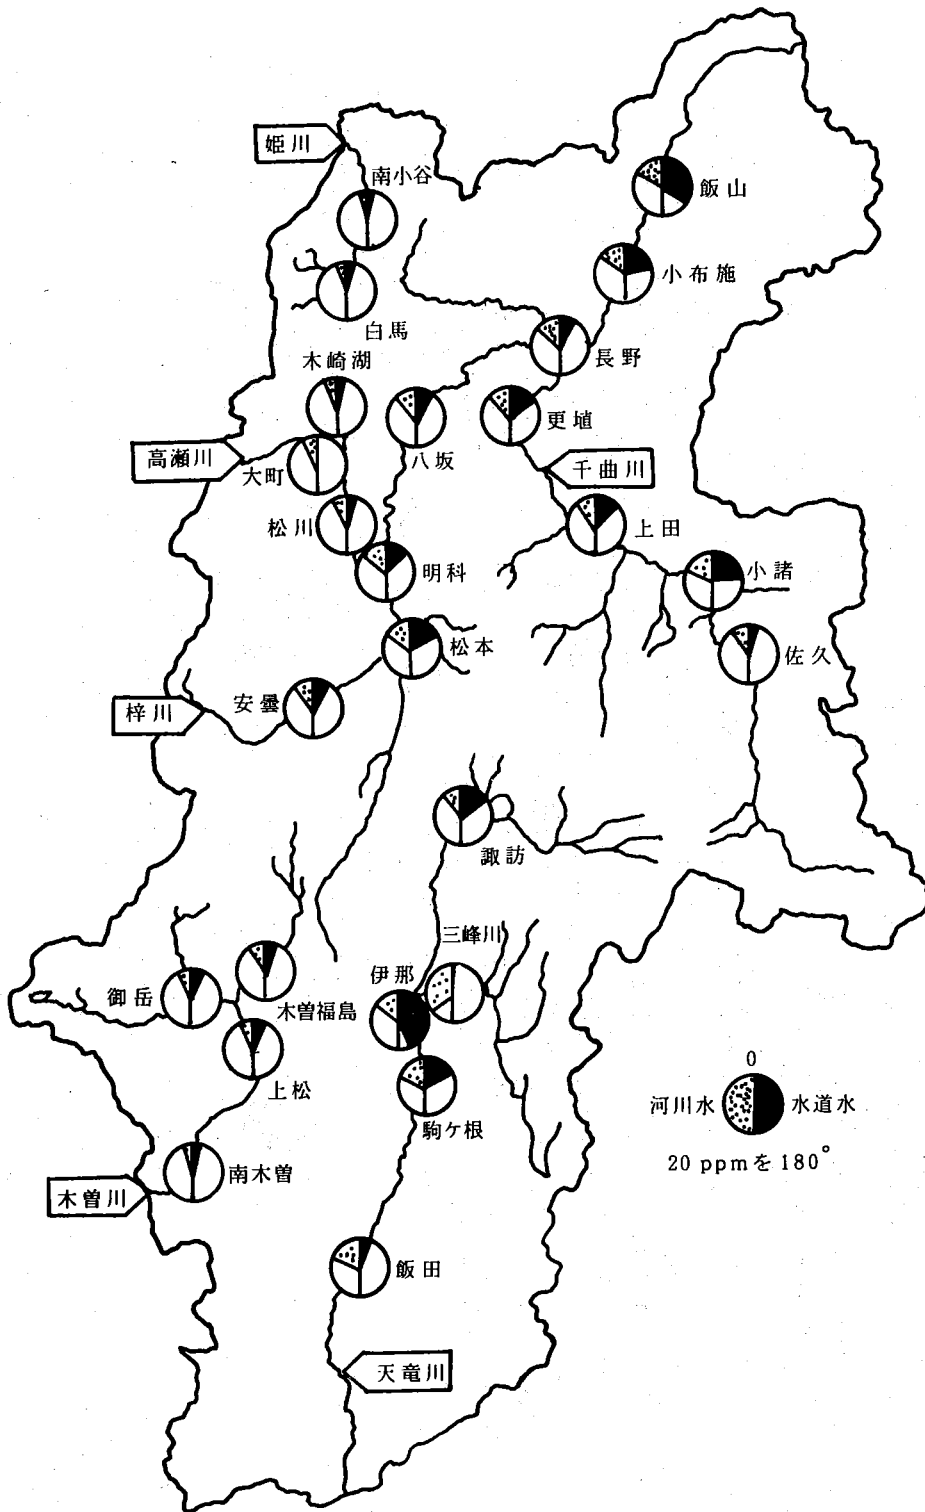 姫川
南小谷
飯山
小布施
白馬
長野
木崎湖
更埴
八坂
高瀬川
大町
千曲川
松川
上田
明科
小諸
松本
佐久
安曇
梓川
諏訪
三峰川
伊那
御岳
木曽福島
上松
0
河川水
水道水
駒ケ根
20 ppmを180°
南木曽
木曽川
飯田
天竜川